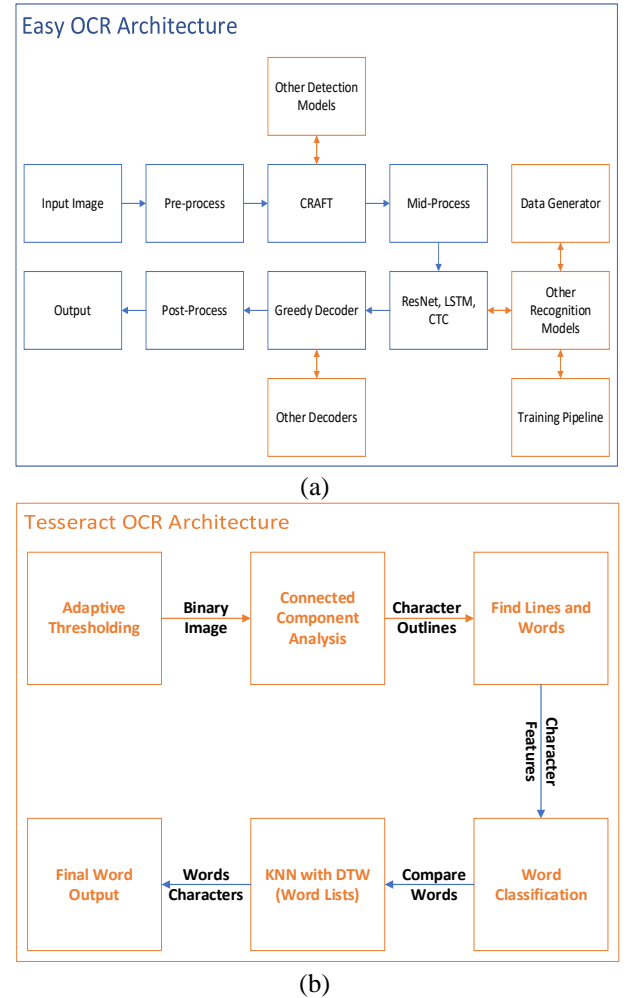 Easy OCR Architecture
Other Detection
Models
Input Image
Pre-process
CRAFT
Mid-Process
Data Generator
Output
Post-Process
Greedy Decoder
ResNet, LSTM,
CTC
Other
Recognition
Models
Other Decoders
Training Pipeline
(a)
Tesseract OCR Architecture
Adaptive
Thresholding
Binary
Image
Connected
Component
Analysis
Character
Outlines
Find Lines and
Words
Character
Features
Final Word
Output
Words
Characters
KNN with DTW
(Word Lists)
Compare
Words
Word
Classification
(b)